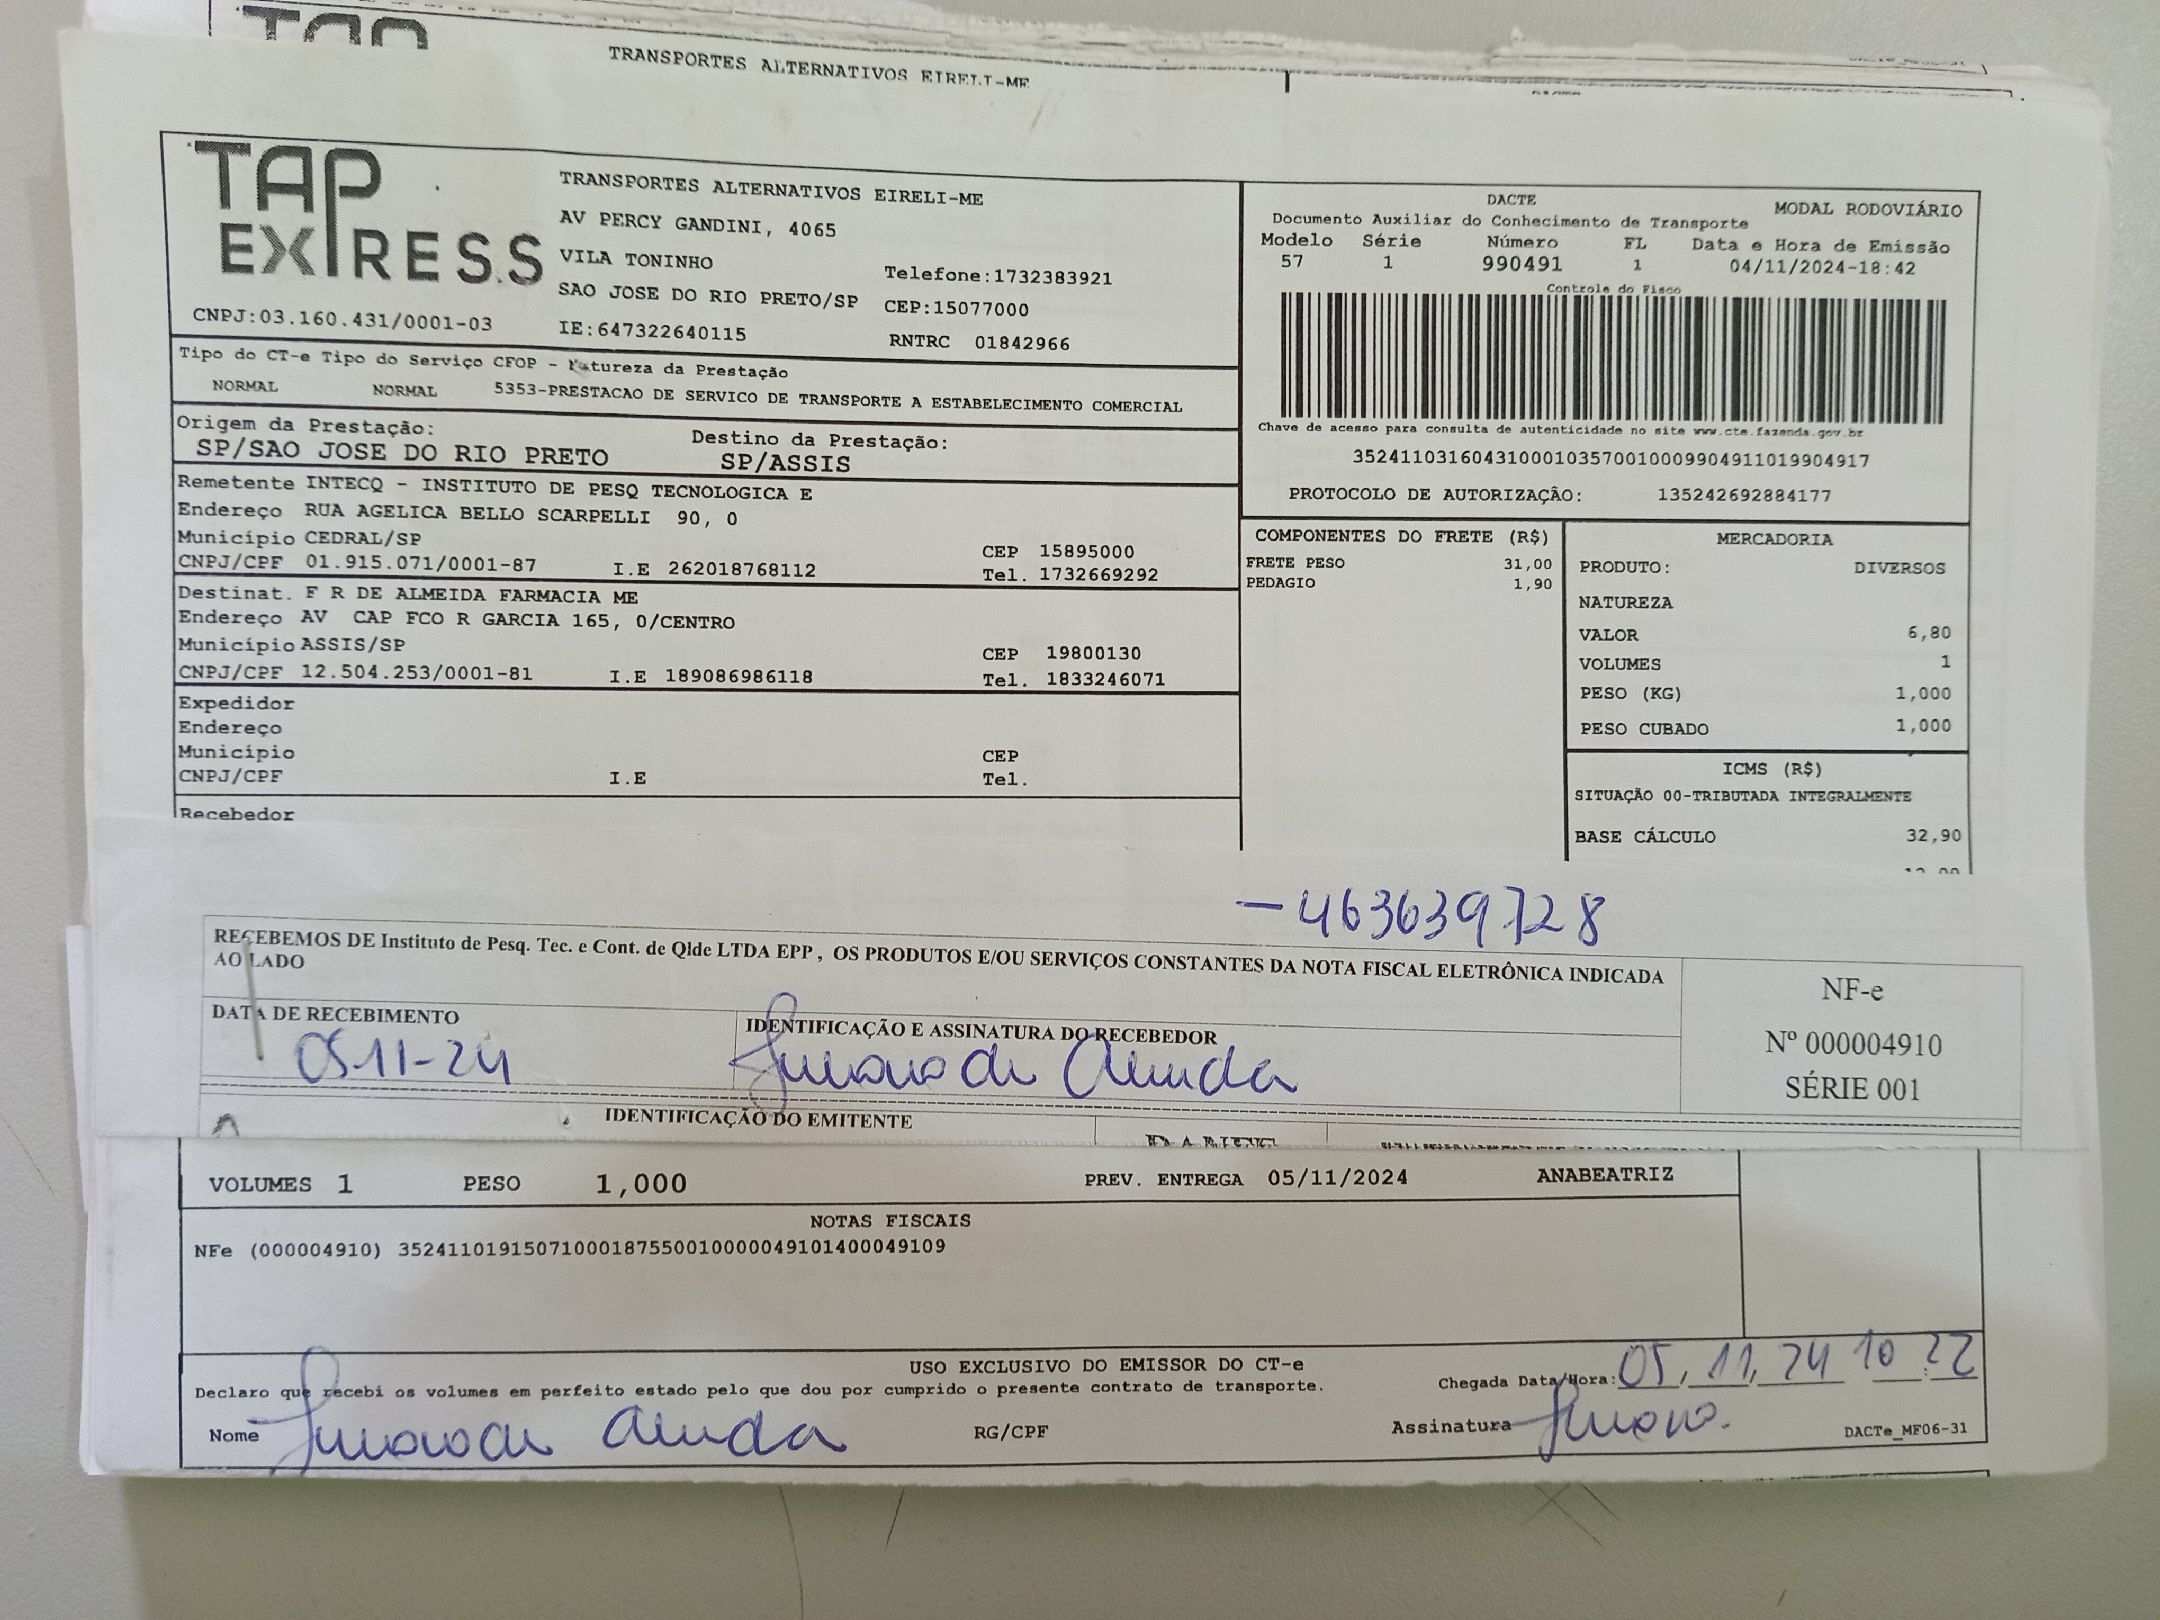 TRANSPORTES ALTERNATIVOS EIRELI-ME
TAP EXPRESS
CNPJ:03.160.431/0001-03
TRANSPORTES ALTERNATIVOS EIRELI-ME
AV PERCY GANDINI, 4065
VILA TONINHO
Telefone:1732383921
SAO JOSE DO RIO PRETO/SP CEP:15077000
IE:647322640115 RNTRC 01842966
DACTE MODAL RODOVIÁRIO
Documento Auxiliar do Conhecimento de Transporte
Modelo Série Número FL Data e Hora de Emissão
57 1 990491 1 04/11/2024-18:42
Controle do Fisco
Chave de acesso para consulta de autenticidade no site www.cte.fazenda.gov.br
35241103160431000103570010009904911019904917
PROTOCOLO DE AUTORIZAÇÃO: 135242692884177
Tipo do CT-e Tipo do Serviço CFOP - Natureza da Prestação
NORMAL NORMAL 5353-PRESTACAO DE SERVICO DE TRANSPORTE A ESTABELECIMENTO COMERCIAL
Origem da Prestação: Destino da Prestação:
SP/SAO JOSE DO RIO PRETO SP/ASSIS
Remetente INTECQ - INSTITUTO DE PESQ TECNOLOGICA E
Endereço RUA AGELICA BELLO SCARPELLI 90, 0
Município CEDRAL/SP CEP 15895000
CNPJ/CPF 01.915.071/0001-87 I.E 262018768112 Tel. 1732669292
Destinat. F R DE ALMEIDA FARMACIA ME
Endereço AV CAP FCO R GARCIA 165, 0/CENTRO
Município ASSIS/SP CEP 19800130
CNPJ/CPF 12.504.253/0001-81 I.E 189086986118 Tel. 1833246071
Expedidor
Endereço
Município CEP
CNPJ/CPF I.E Tel.
Recebedor
COMPONENTES DO FRETE (R$)
FRETE PESO 31,00
PEDAGIO 1,90
MERCADORIA
PRODUTO: DIVERSOS
NATUREZA
VALOR 6,80
VOLUMES 1
PESO (KG) 1,000
PESO CUBADO 1,000
ICMS (R$)
SITUAÇÃO 00-TRIBUTADA INTEGRALMENTE
BASE CÁLCULO 32,90
-463639728
RECEBEMOS DE Instituto de Pesq. Tec. e Cont. de Qlde LTDA EPP , OS PRODUTOS E/OU SERVIÇOS CONSTANTES DA NOTA FISCAL ELETRÔNICA INDICADA
AO LADO
DATA DE RECEBIMENTO
05-11-24
IDENTIFICAÇÃO E ASSINATURA DO RECEBEDOR
NF-e
Nº 000004910
SÉRIE 001
IDENTIFICAÇÃO DO EMITENTE
VOLUMES 1 PESO 1,000 PREV. ENTREGA 05/11/2024 ANABEATRIZ
NOTAS FISCAIS
NFe (000004910) 35241101915071000187550010000049101400049109
USO EXCLUSIVO DO EMISSOR DO CT-e
Declaro que recebi os volumes em perfeito estado pelo que dou por cumprido o presente contrato de transporte.
Chegada Data/Hora: 05,11,24 10:22
Nome RG/CPF Assinatura DACTe_MF06-31